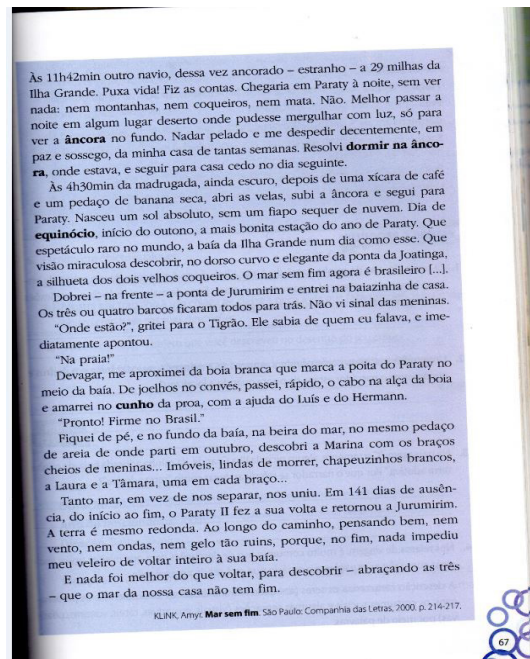 Às 11h42min outro navio, dessa vez ancorado – estranho – a 29 milhas da
Ilha Grande. Puxa vida! Fiz as contas. Chegaria em Paraty à noite, sem ver
nada: nem montanhas, nem coqueiros, nem mata. Não. Melhor passar a
noite em algum lugar deserto onde pudesse mergulhar com luz, só para
ver a âncora no fundo. Nadar pelado e me despedir decentemente, em
paz e sossego, da minha casa de tantas semanas. Resolvi dormir na ânco-
ra, onde estava, e seguir para casa cedo no dia seguinte.
Às 4h30min da madrugada, ainda escuro, depois de uma xícara de café
e um pedaço de banana seca, abri as velas, subi a âncora e segui para
Paraty. Nasceu um sol absoluto, sem um fiapo sequer de nuvem. Dia de
equinócio, início do outono, a mais bonita estação do ano de Paraty. Que
espetáculo raro no mundo, a baía da Ilha Grande num dia como esse. Que
visão miraculosa descobrir, no dorso curvo e elegante da ponta da Joatinga,
a silhueta dos dois velhos coqueiros. O mar sem fim agora é brasileiro [...].
Dobrei – na frente – a ponta de Jurumirim e entrei na baiazinha de casa.
Os três ou quatro barcos ficaram todos para trás. Não vi sinal das meninas.
"Onde estão?", gritei para o Tigrão. Ele sabia de quem eu falava, e ime-
diatamente apontou.
"Na praia!"
Devagar, me aproximei da boia branca que marca a poita do Paraty no
meio da baía. De joelhos no convés, passei, rápido, o cabo na alça da boia
e amarrei no cunho da proa, com a ajuda do Luís e do Hermann.
"Pronto! Firme no Brasil."
Fiquei de pé, e no fundo da baía, na beira do mar, no mesmo pedaço
de areia de onde parti em outubro, descobri a Marina com os braços
cheios de meninas... Imóveis, lindas de morrer, chapeuzinhos brancos,
a Laura e a Tâmara, uma em cada braço...
Tanto mar, em vez de nos separar, nos uniu. Em 141 dias de ausên-
cia, do início ao fim, o Paraty II fez a sua volta e retornou a Jurumirim.
A terra é mesmo redonda. Ao longo do caminho, pensando bem, nem
vento, nem ondas, nem gelo tão ruins, porque, no fim, nada impediu
meu veleiro de voltar inteiro à sua baía.
E nada foi melhor do que voltar, para descobrir – abraçando as três
– que o mar da nossa casa não tem fim.
KLINK, Amyr. Mar sem fim. São Paulo: Companhia das Letras, 2000. p. 214-217.
67